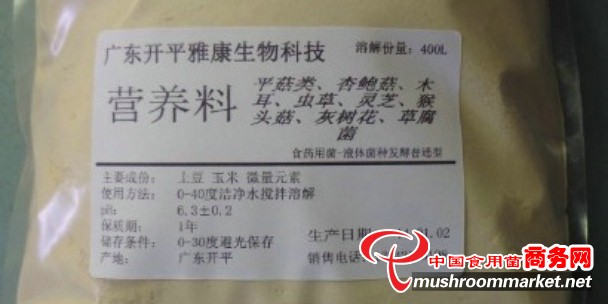 广东开平雅康生物科技
溶解份量: 400L
营养料
平菇类、杏鲍菇、木
耳、虫草、灵芝、猴
头菇、灰树花、草腐
菌
食药用菌-液体菌种发酵普适型
主要成份: 土豆 玉米 微量元素
使用方法: 0-40度洁净水搅拌溶解
pH: 6.3±0.2
保质期: 1年
储存条件: 0-30度避光保存
产地: 广东开平
生产日期
.02
销售电话
中国食用菌商务网
www.mushroommarket.net